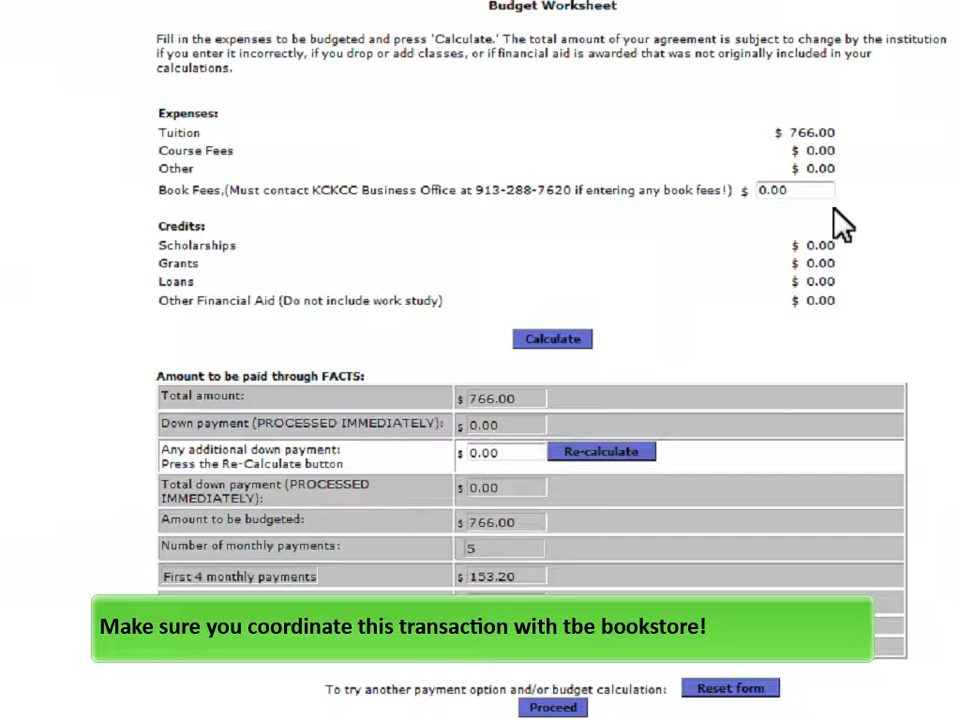 Budget Worksheet
Fill in the expenses to be budgeted and press 'Calculate.' The total amount of your agreement is subject to change by the institution
if you enter it incorrectly, if you drop or add classes, or if financial aid is awarded that was not originally included in your
calculations.
Expenses:
Tuition $ 766.00
Course Fees $ 0.00
Other $ 0.00
Book Fees,(Must contact KCKCC Business Office at 913-288-7620 if entering any book fees!) $ 0.00
Credits:
Scholarships $ 0.00
Grants $ 0.00
Loans $ 0.00
Other Financial Aid (Do not include work study) $ 0.00
Calculate
Amount to be paid through FACTS:
Total amount: $ 766.00
Down payment (PROCESSED IMMEDIATELY): $ 0.00
Any additional down payment: $ 0.00 Re-calculate
Press the Re-Calculate button
Total down payment (PROCESSED $ 0.00
IMMEDIATELY):
Amount to be budgeted: $ 766.00
Number of monthly payments: 5
First 4 monthly payments $ 153.20
Make sure you coordinate this transaction with tbe bookstore!
To try another payment option and/or budget calculation: Reset form
Proceed